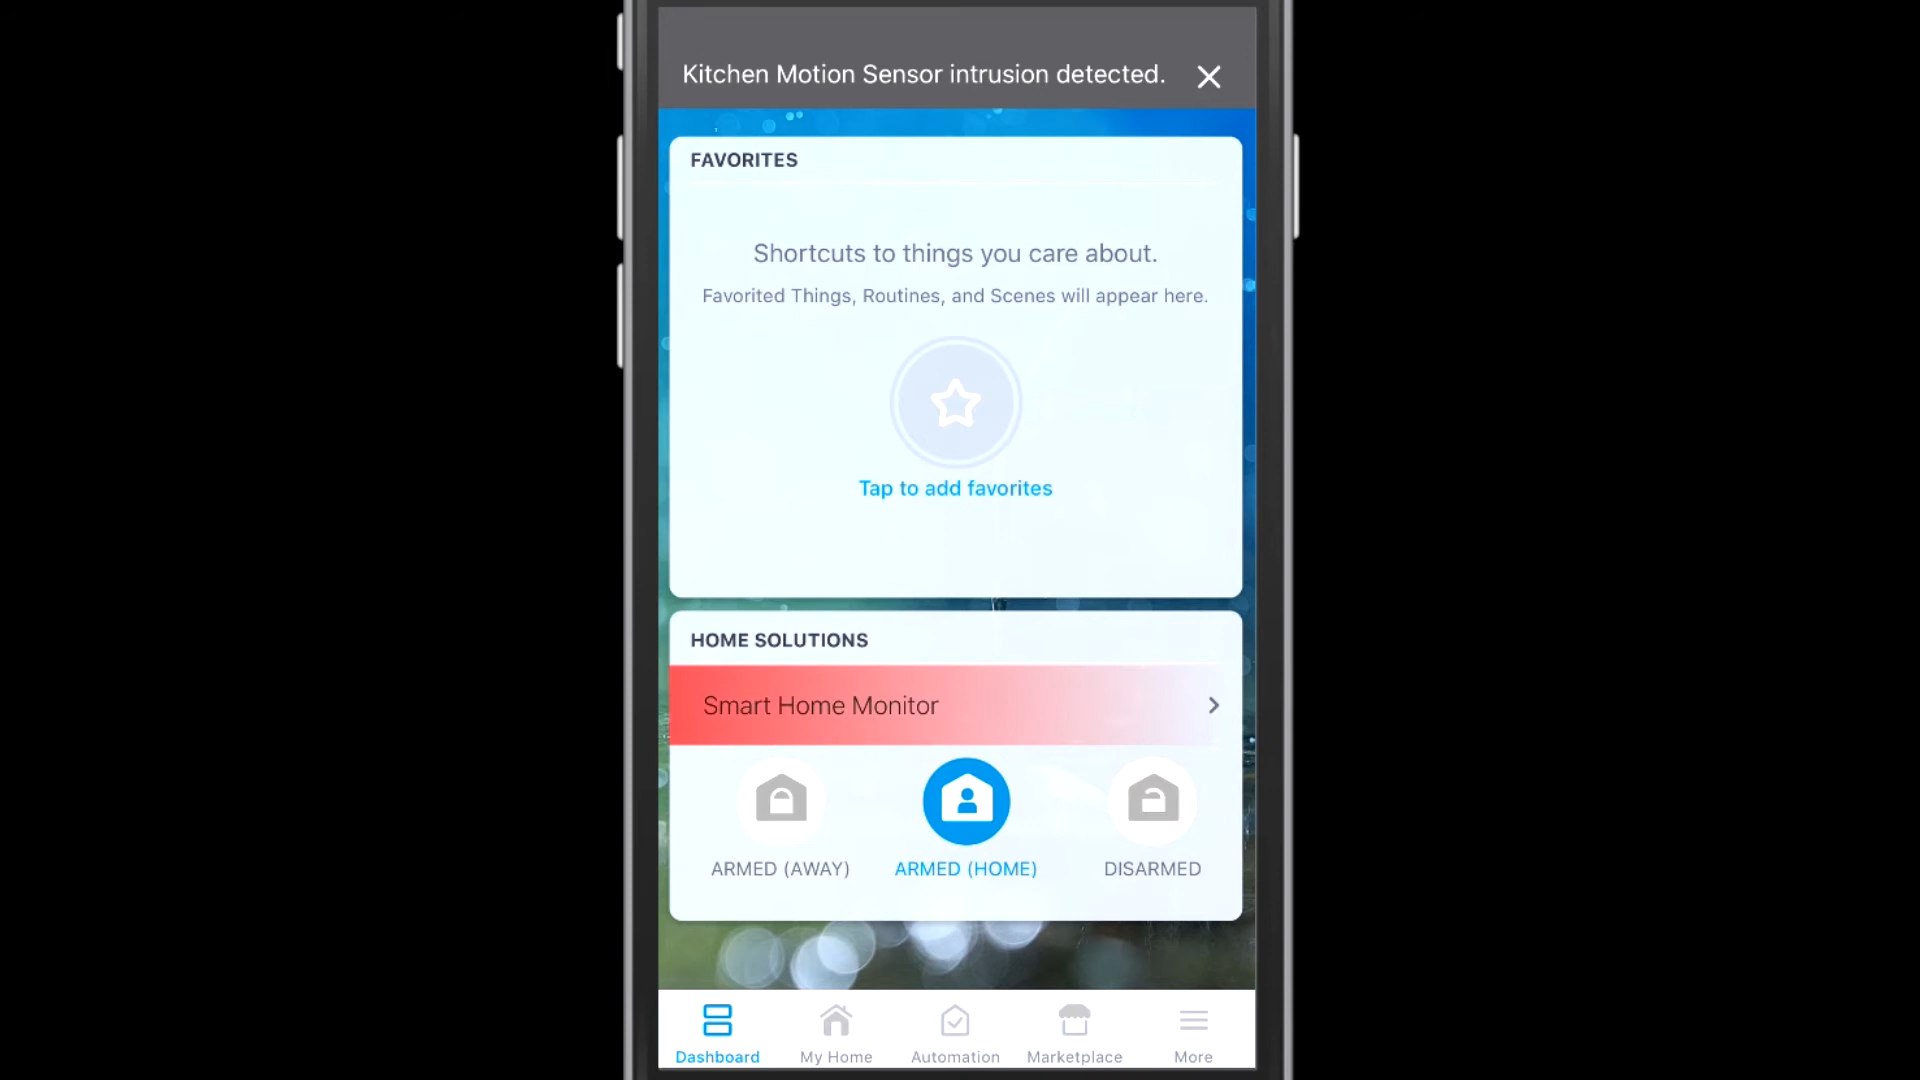 Kitchen Motion Sensor intrusion detected.
FAVORITES
Shortcuts to things you care about.
Favorited Things, Routines, and Scenes will appear here.
Tap to add favorites
HOME SOLUTIONS
Smart Home Monitor
ARMED (AWAY)
ARMED (HOME)
DISARMED
Dashboard
My Home
Automation
Marketplace
More